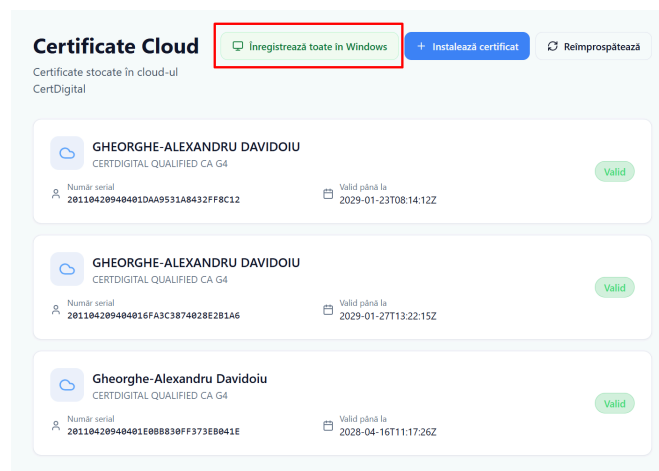 Certificate Cloud
Înregistrează toate în Windows
+ Instalează certificat
Reîmprospătează
Certificate stocate în cloud-ul
CertDigital
GHEORGHE-ALEXANDRU DAVIDOIU
CERTDIGITAL QUALIFIED CA G4
Valid
Număr serial
20110420940401DAA9531A8432FF8C12
Valid până la
2029-01-23T08:14:12Z
GHEORGHE-ALEXANDRU DAVIDOIU
CERTDIGITAL QUALIFIED CA G4
Valid
Număr serial
201104209404016FA3C3874028E2B1A6
Valid până la
2029-01-27T13:22:15Z
Gheorghe-Alexandru Davidoiu
CERTDIGITAL QUALIFIED CA G4
Valid
Număr serial
20110420940401E0BB830FF373EB041E
Valid până la
2028-04-16T11:17:26Z